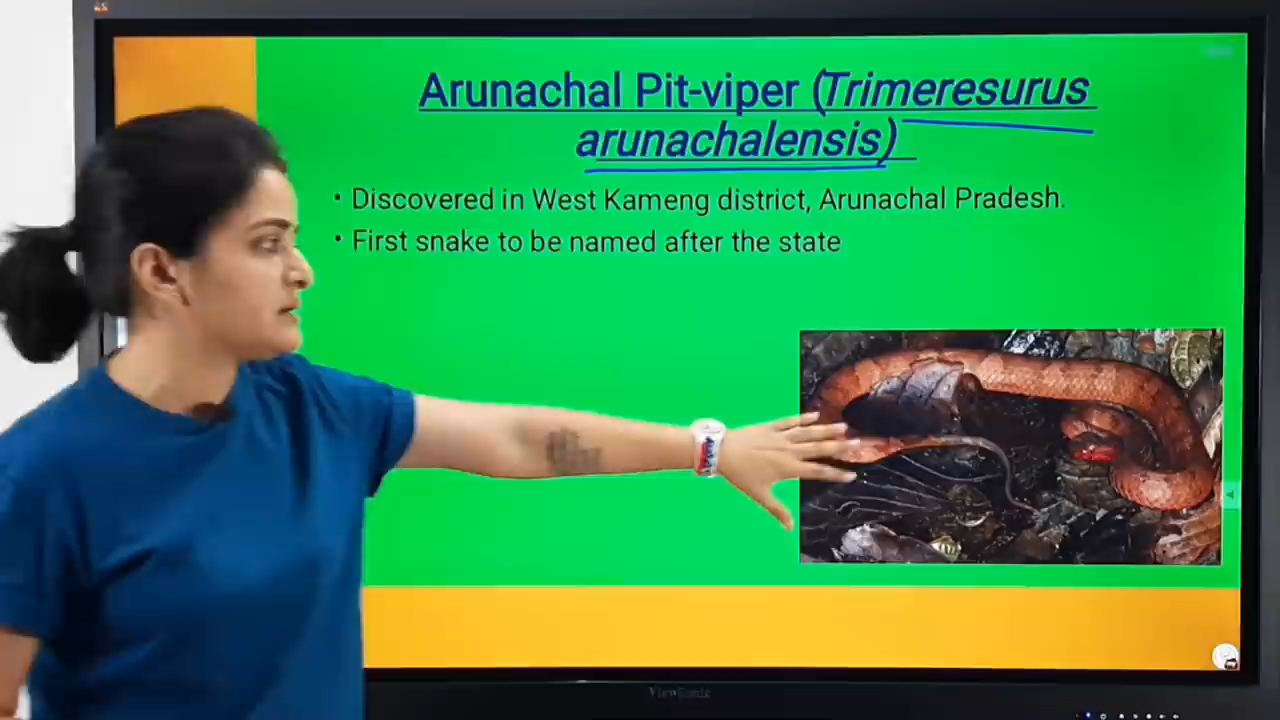 Arunachal Pit-viper (Trimeresurus
arunachalensis)
• Discovered in West Kameng district, Arunachal Pradesh.
• First snake to be named after the state
ViewSonic